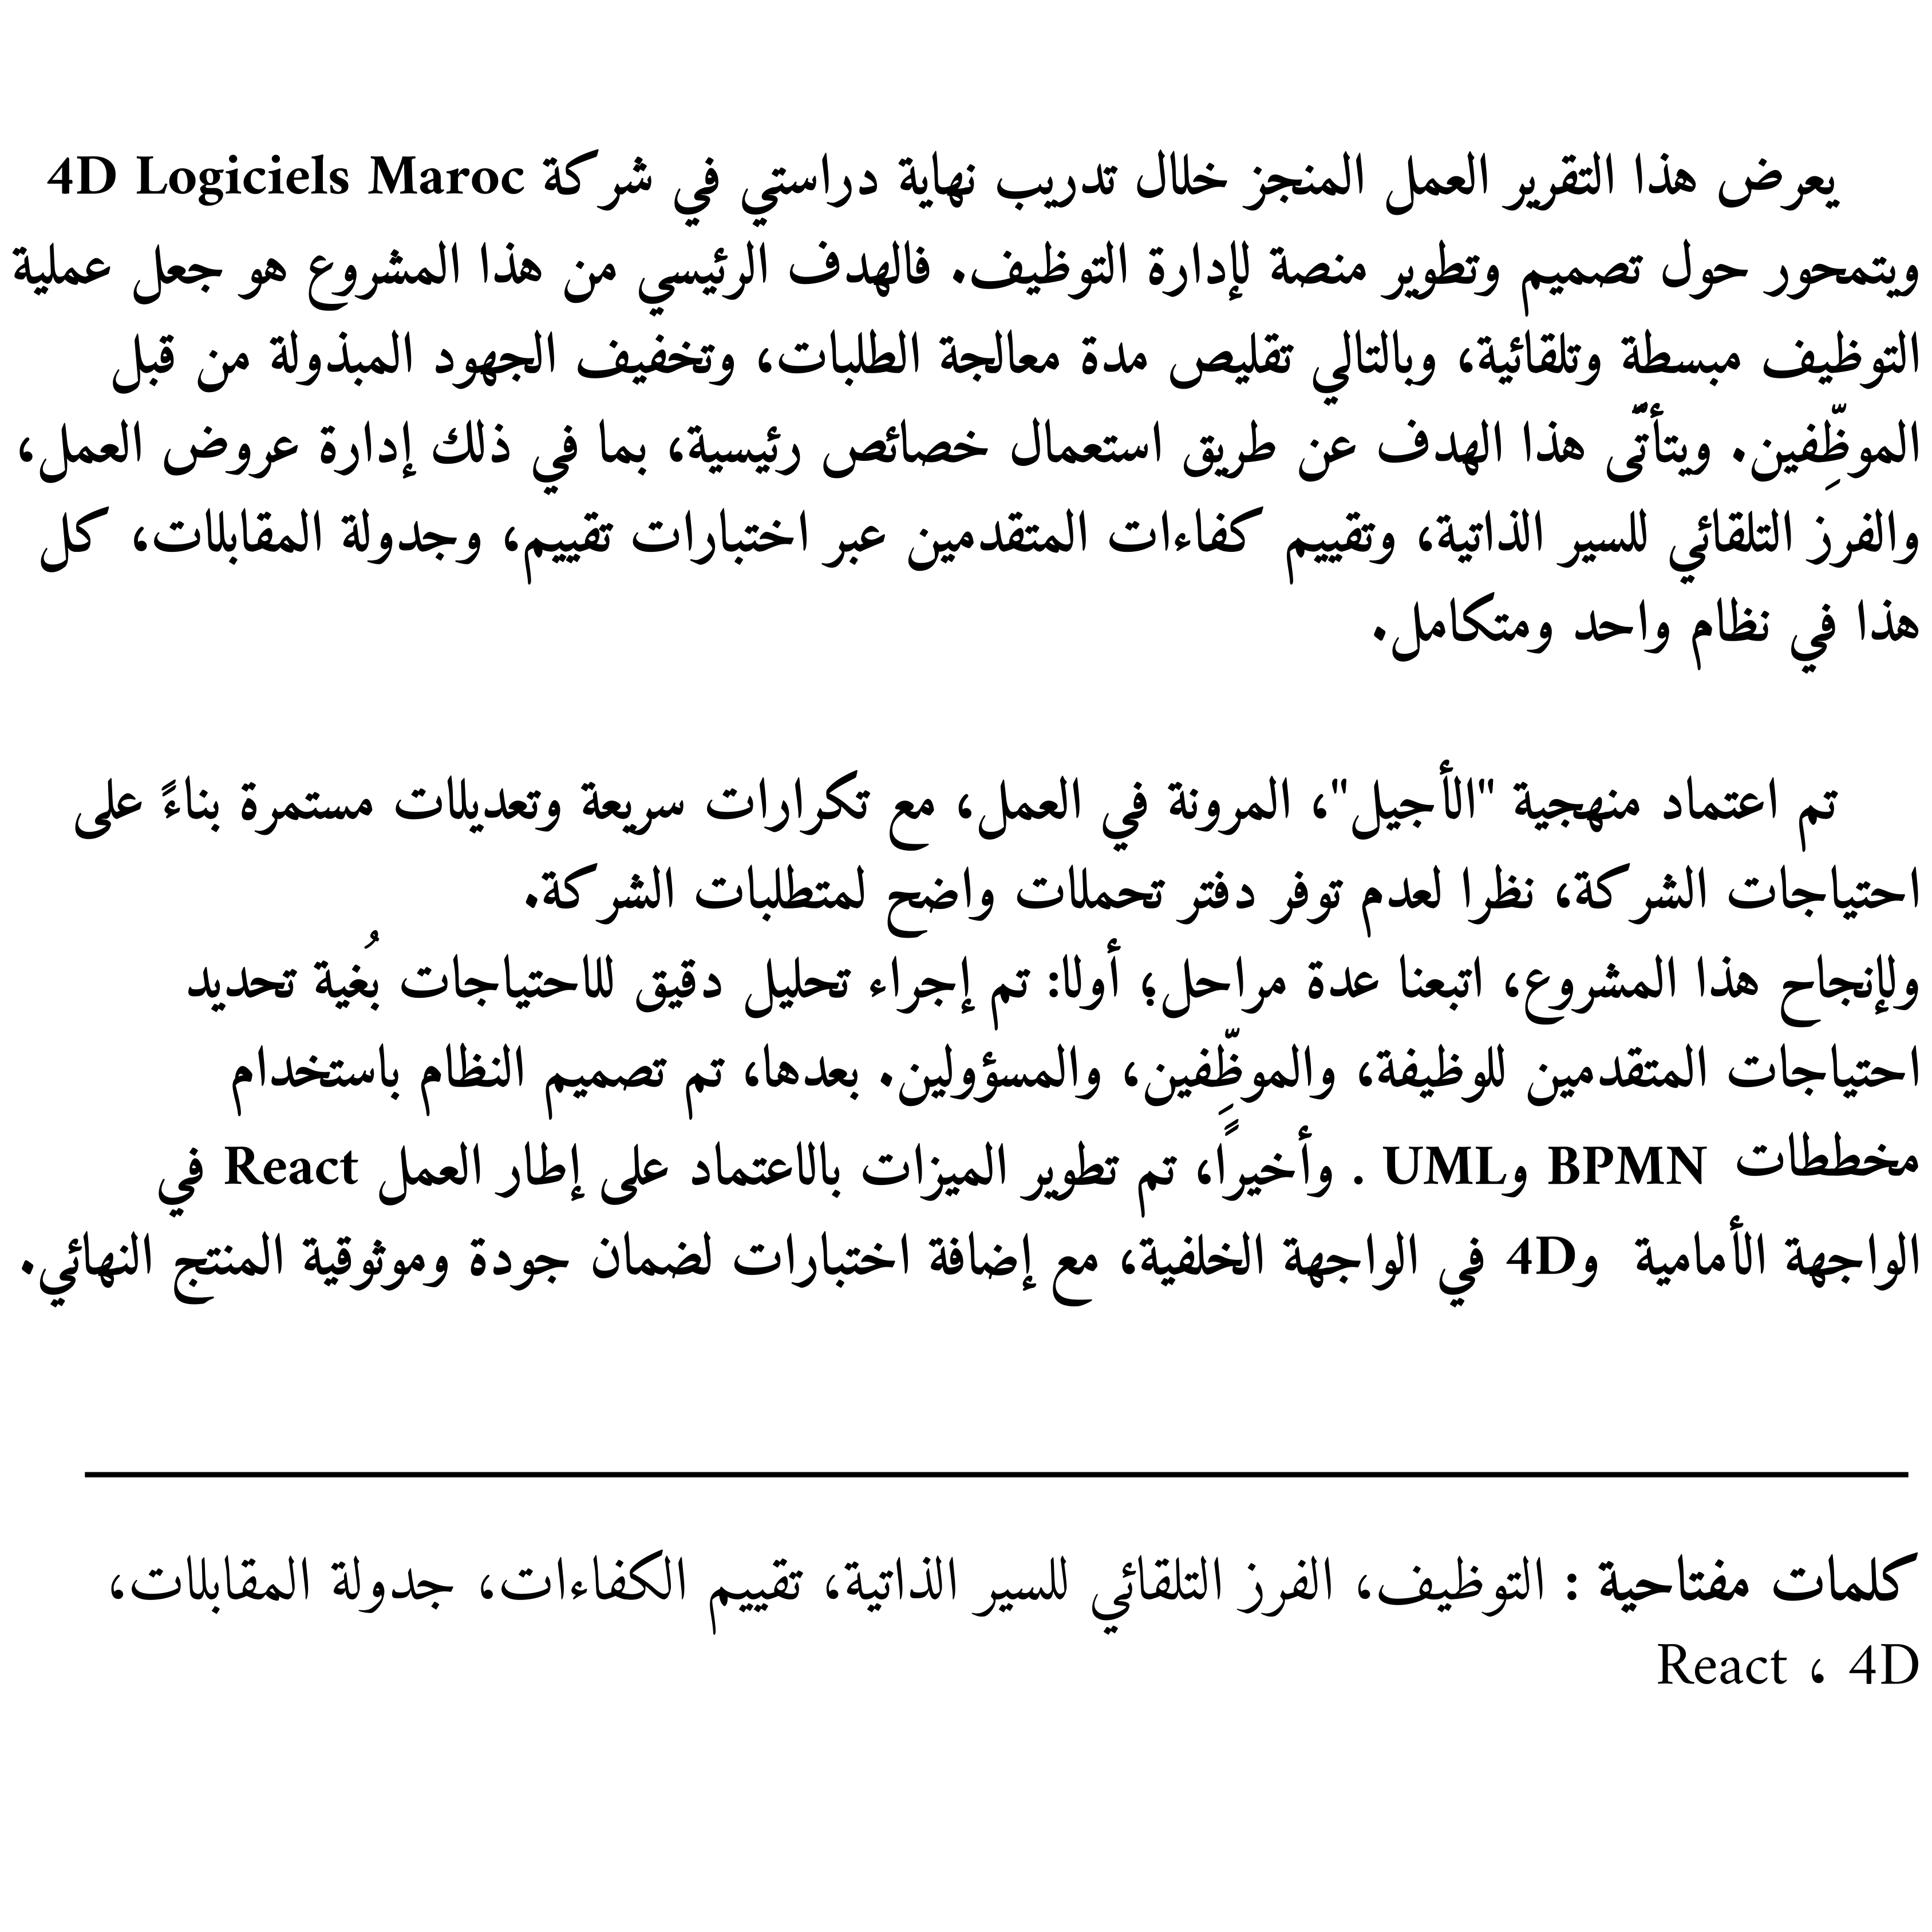 يعرض هذا التقرير العمل المنجز خلال تدريب نهاية دراستي في شركة 4D Logiciels Maroc
ويتمحور حول تصميم وتطوير منصة لإدارة التوظيف. فالهدف الرئيسي من هذا المشروع هو جعل عملية
التوظيف مبسطة وتلقائية، وبالتالي تقليص مدة معالجة الطلبات، وتخفيف الجهود المبذولة من قبل
الموظِّفين. ويتأتّى هذا الهدف عن طريق استعمال خصائص رئيسية، بما في ذلك إدارة عروض العمل،
والفرز التلقائي للسير الذاتية، وتقييم كفاءات المتقدمين عبر اختبارات تقييم، وجدولة المقابلات، كل
هذا في نظام واحد ومتكامل.
تم اعتماد منهجية "الأجيل"، المرونة في العمل، مع تكرارات سريعة وتعديلات مستمرة بناءً على
احتياجات الشركة، نظرا لعدم توفر دفتر تحملات واضح لمتطلبات الشركة.
ولإنجاح هذا المشروع، اتبعنا عدة مراحل؛ أولا: تم إجراء تحليل دقيق للاحتياجات بُغية تحديد
احتياجات المتقدمين للوظيفة، والموظِّفين، والمسؤولين. بعدها، تم تصميم النظام باستخدام
مخططات BPMN وUML . وأخيرًا، تم تطوير الميزات بالاعتماد على إطار العمل React في
الواجهة الأمامية و4D في الواجهة الخلفية، مع إضافة اختبارات لضمان جودة وموثوقية المنتج النهائي.
كلمات مفتاحية : التوظيف، الفرز التلقائي للسير الذاتية، تقييم الكفاءات، جدولة المقابلات،
4D ، React